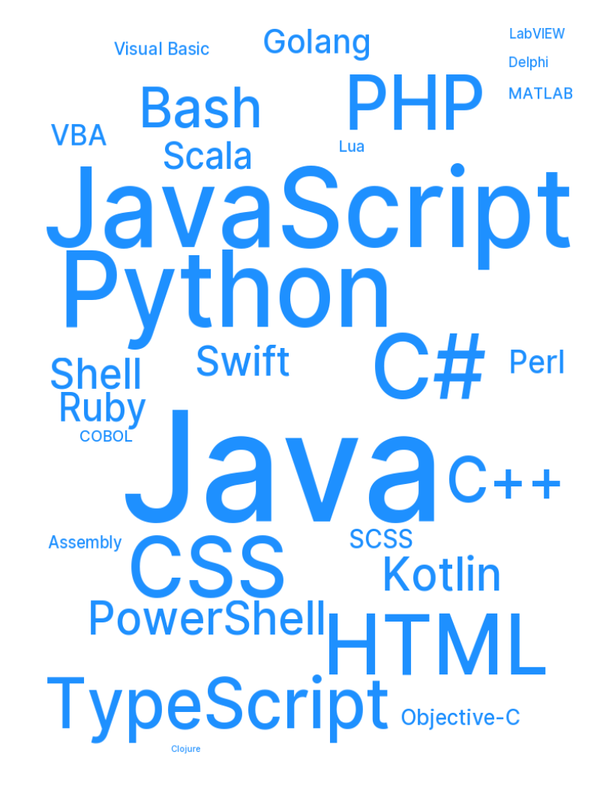 LabVIEW
Golang
Visual Basic
Delphi
MATLAB
PHP
Bash
VBA
Lua
Scala
JavaScript
Python
Swift
C#
Perl
Shell
Ruby
COBOL
Java
C++
Assembly
SCSS
CSS
Kotlin
PowerShell
HTML
TypeScript
Objective-C
Clojure